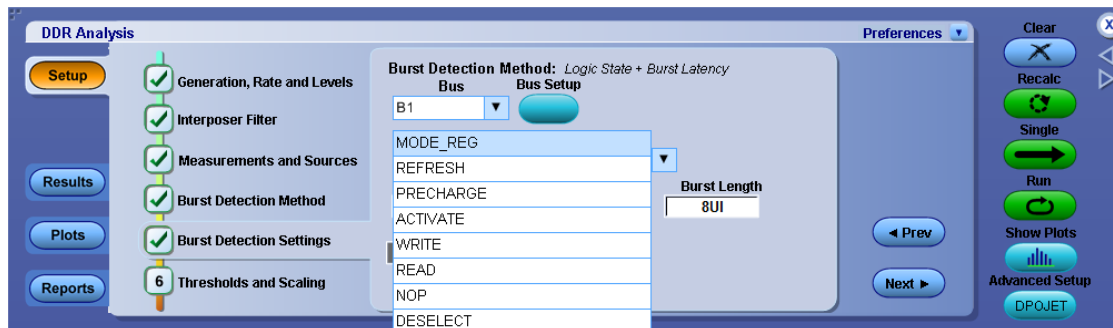 DDR Analysis
Preferences
Clear
X
Setup
Generation, Rate and Levels
Interposer Filter
Measurements and Sources
Burst Detection Method
Burst Detection Settings
6 Thresholds and Scaling
Results
Plots
Reports
Burst Detection Method: Logic State + Burst Latency
Bus
Bus Setup
B1
MODE_REG
REFRESH
PRECHARGE
ACTIVATE
WRITE
READ
NOP
DESELECT
Burst Length
8UI
Prev
Next
Recalc
Single
Run
Show Plots
Advanced Setup
DPOJET